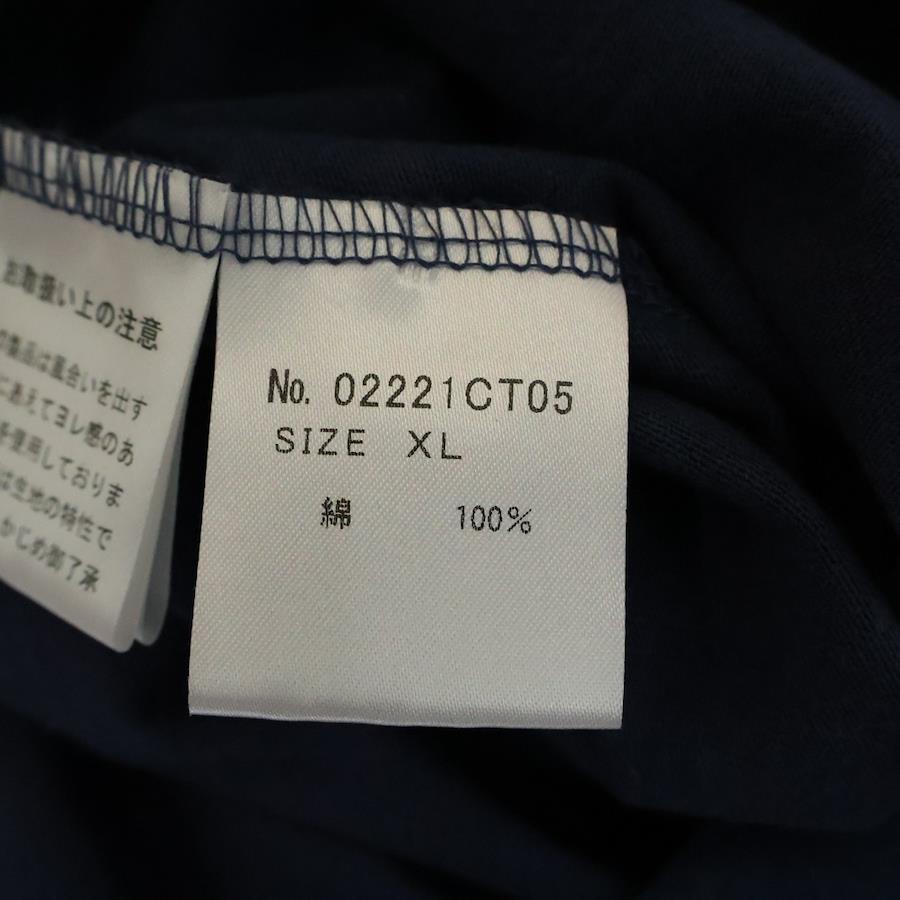 お取扱い上の注意
の製品は風合いを出す
にあえてヨレ感のあ
を使用しておりま
は生地の特性で
かじめ御了承
No. 02221CT05
SIZE XL
綿 100%